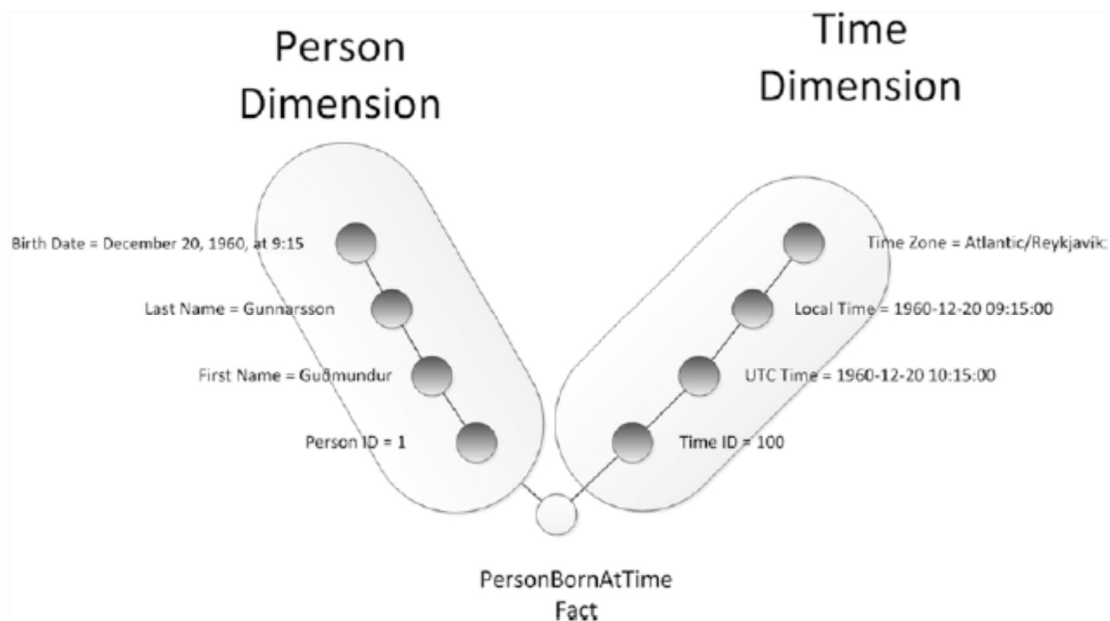 Person
Dimension
Time
Dimension
Birth Date = December 20, 1960, at 9:15
Time Zone = Atlantic/Reykjavik:
Last Name = Gunnarsson
Local Time = 1960-12-20 09:15:00
First Name = Guðmundur
UTC Time = 1960-12-20 10:15:00
Person ID = 1
Time ID = 100
PersonBornAtTime
Fact